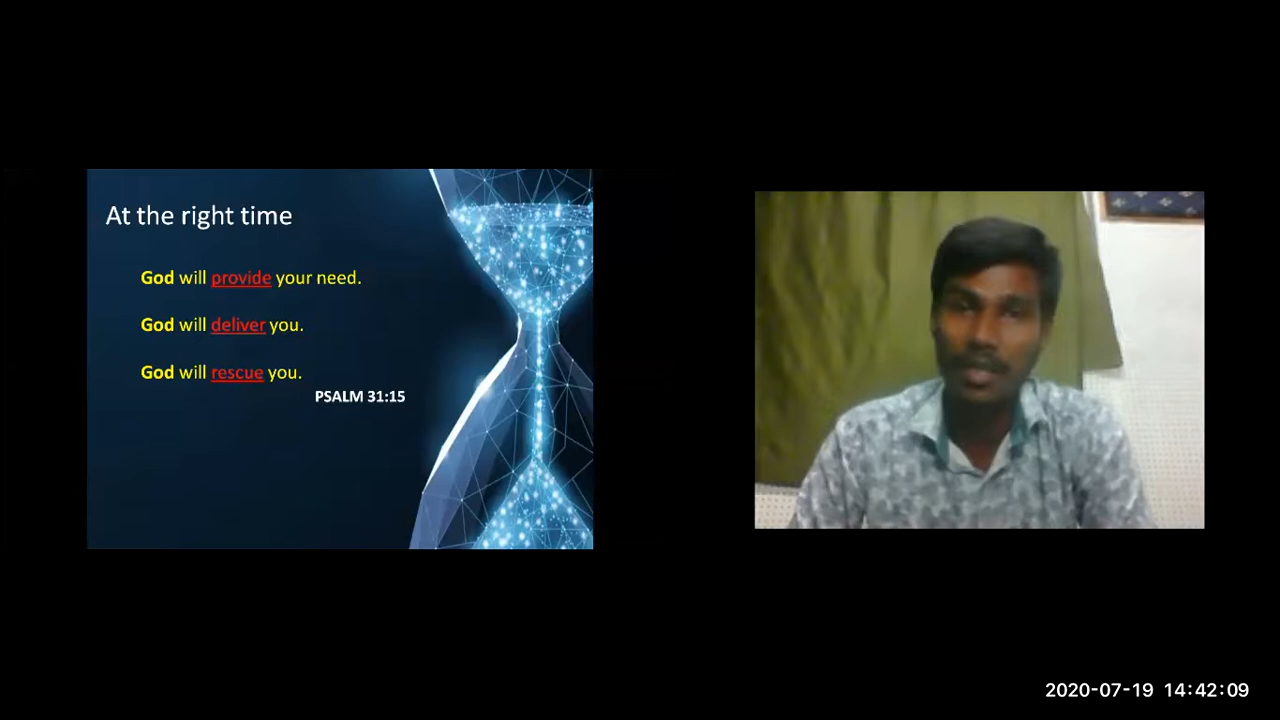 At the right time
God will provide your need.
God will deliver you.
God will rescue you.
PSALM 31:15
2020-07-19 14:42:09